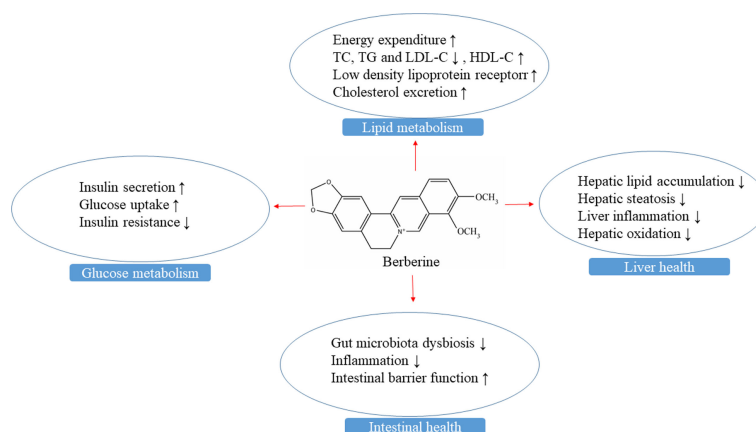 Energy expenditure ↑
TC, TG and LDL-C ↓ , HDL-C ↑
Low density lipoprotein receptorr ↑
Cholesterol excretion ↑
Lipid metabolism
Insulin secretion ↑
Glucose uptake ↑
Insulin resistance ↓
Glucose metabolism
O
O
N+
OCH3
OCH3
Berberine
Hepatic lipid accumulation ↓
Hepatic steatosis ↓
Liver inflammation ↓
Hepatic oxidation ↓
Liver health
Gut microbiota dysbiosis ↓
Inflammation ↓
Intestinal barrier function ↑
Intestinal health